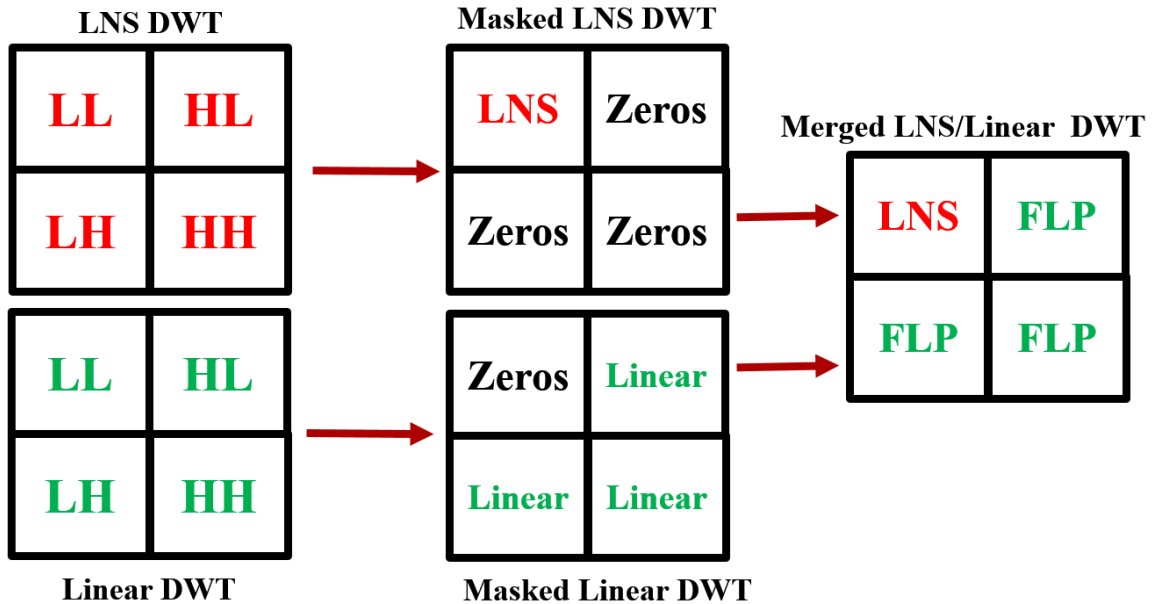 LNS DWT
LL HL
LH HH
Masked LNS DWT
LNS Zeros
Zeros Zeros
Merged LNS/Linear DWT
LNS FLP
FLP FLP
LL HL
LH HH
Linear DWT
Zeros Linear
Linear Linear
Masked Linear DWT